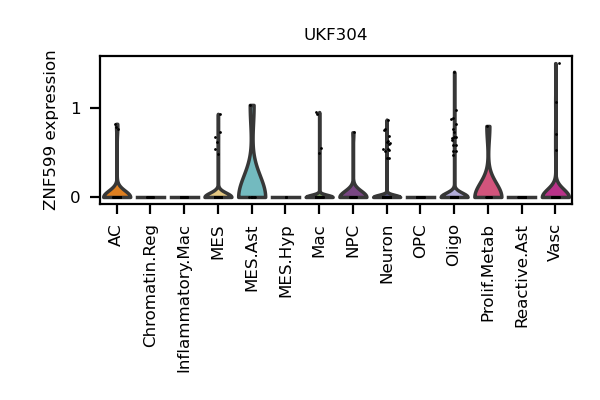 UKF304
ZNF599 expression
1
0
AC
Chromatin.Reg
Inflammatory.Mac
MES
MES.Ast
MES.Hyp
Mac
NPC
Neuron
OPC
Oligo
Prolif.Metab
Reactive.Ast
Vasc